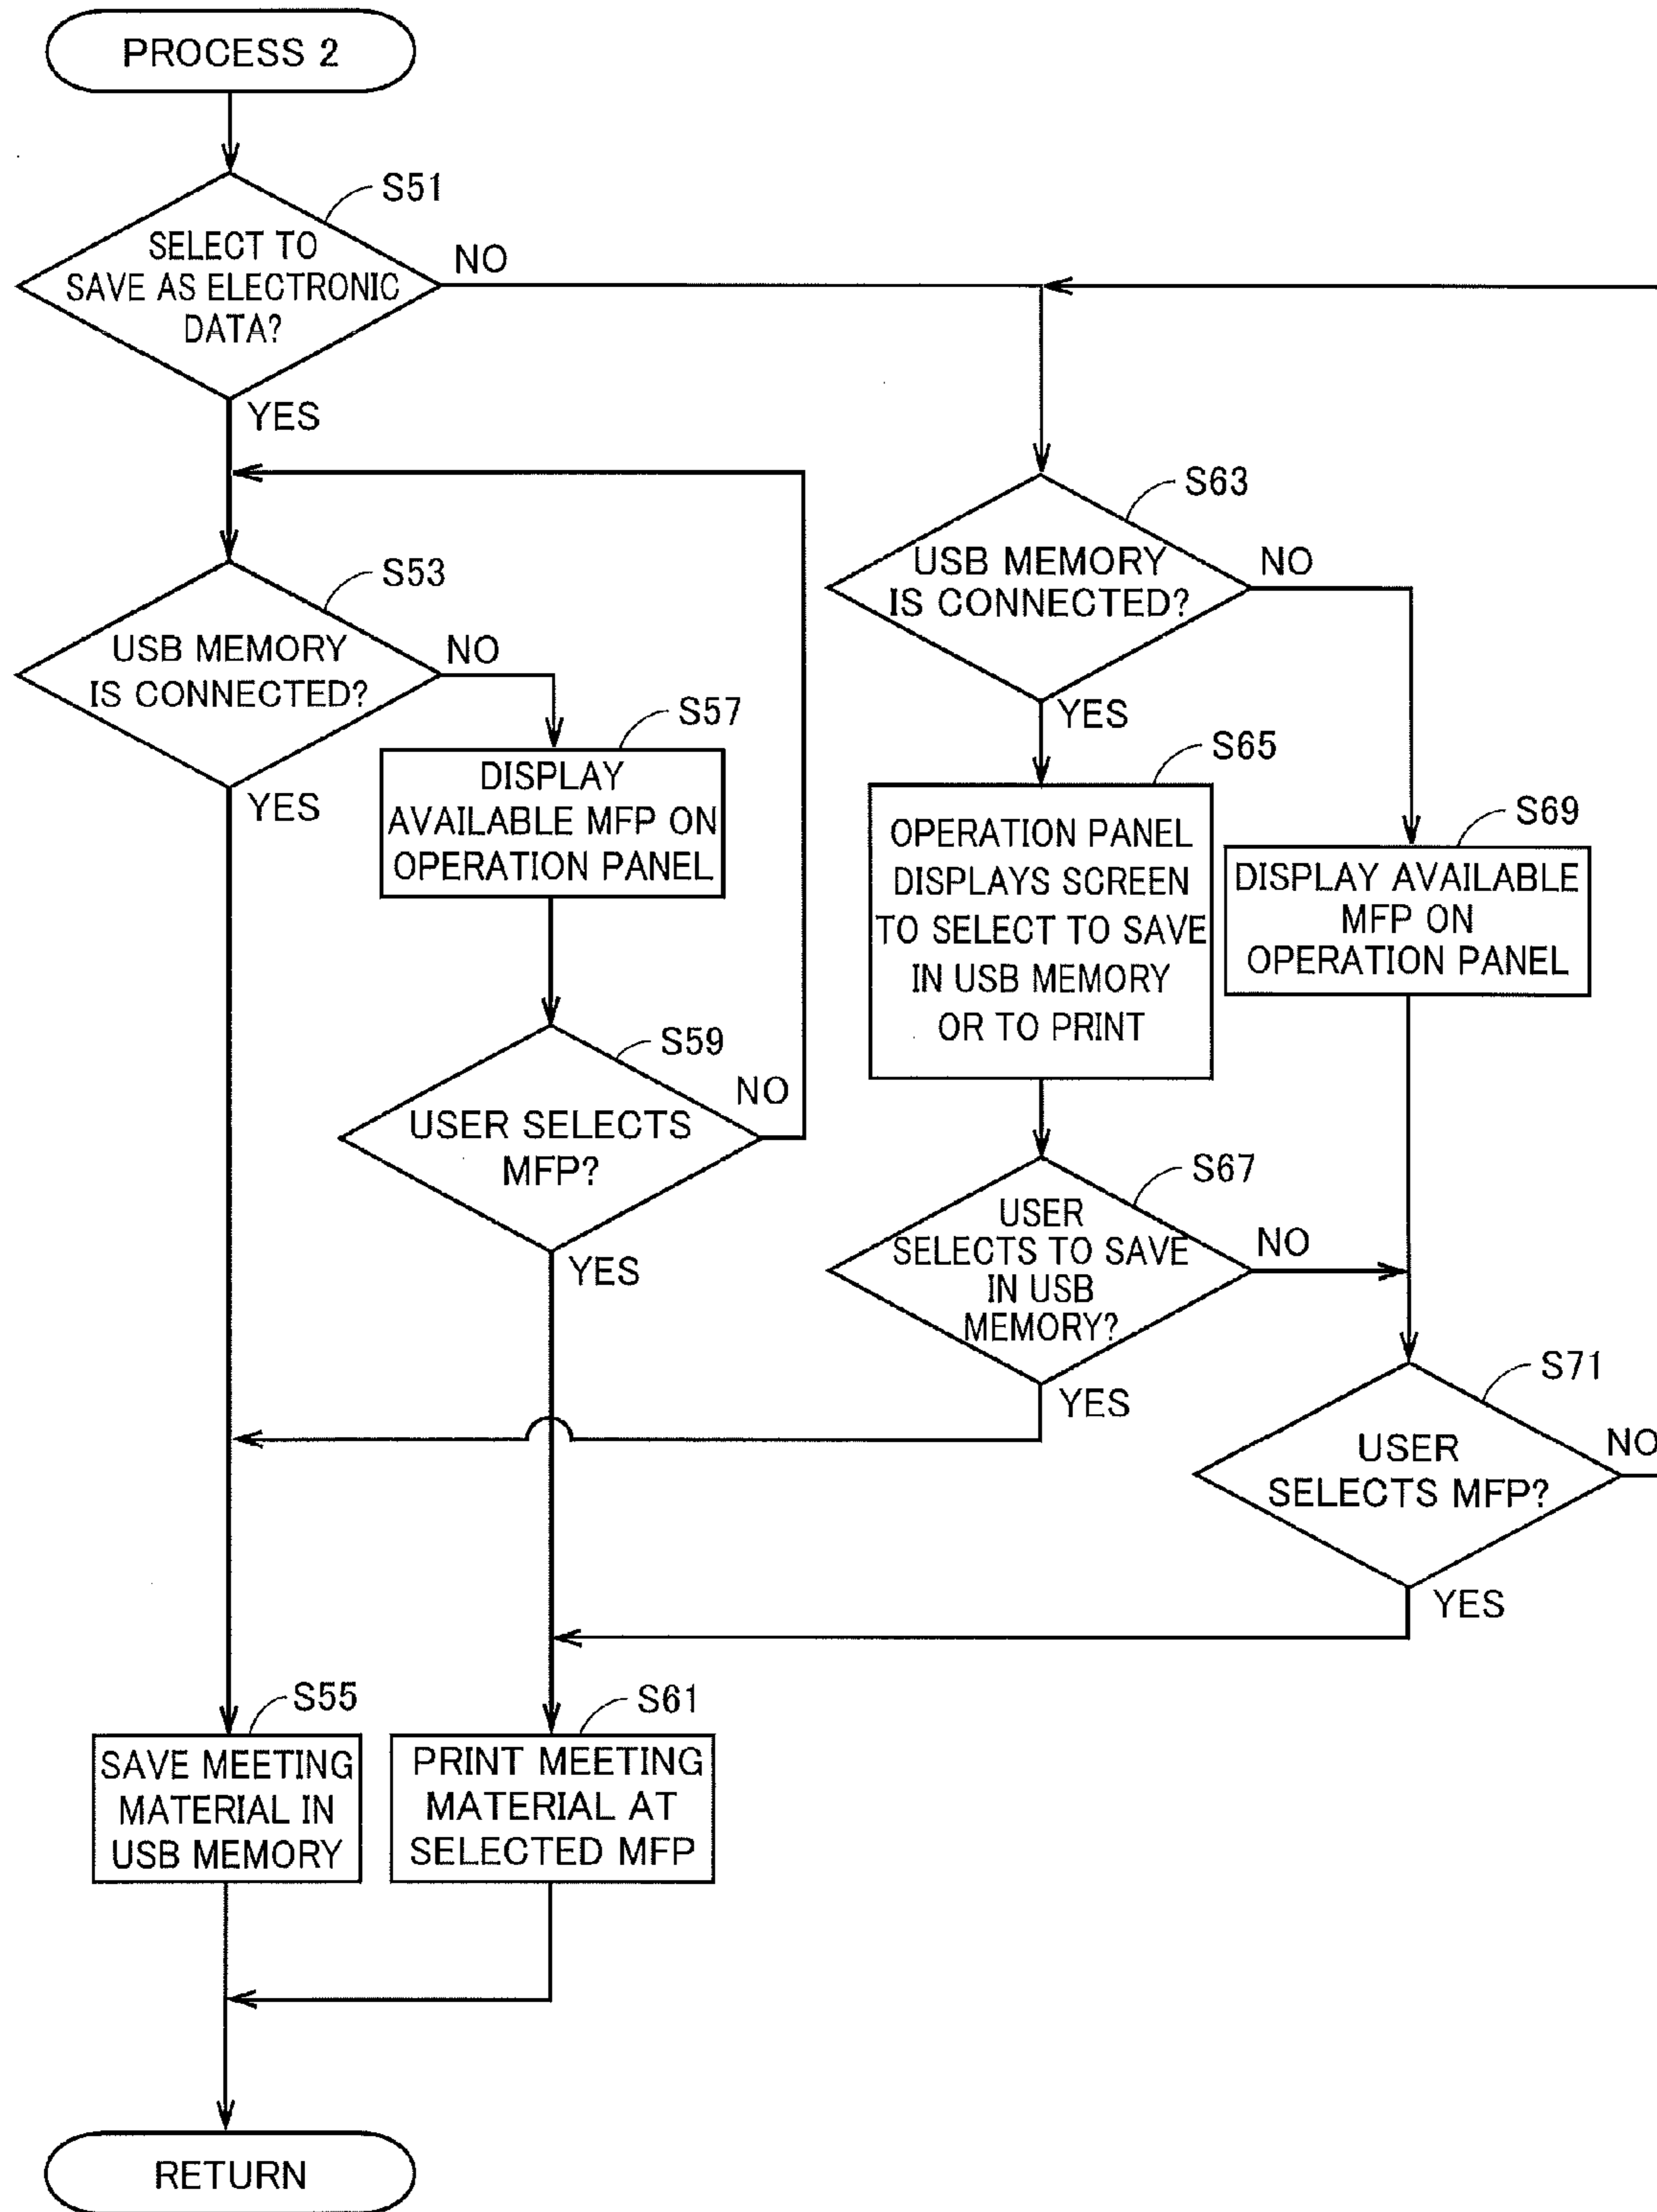 PROCESS 2
S51
SELECT TO
SAVE AS ELECTRONIC
DATA?
NO
YES
S53
USB MEMORY
IS CONNECTED?
NO
YES
S57
DISPLAY
AVAILABLE MFP ON
OPERATION PANEL
S59
USER SELECTS
MFP?
NO
YES
S63
USB MEMORY
IS CONNECTED?
NO
YES
S65
OPERATION PANEL
DISPLAYS SCREEN
TO SELECT TO SAVE
IN USB MEMORY
OR TO PRINT
S69
DISPLAY AVAILABLE
MFP ON
OPERATION PANEL
S67
USER
SELECTS TO SAVE
IN USB
MEMORY?
NO
YES
S71
USER
SELECTS MFP?
NO
YES
S55
SAVE MEETING
MATERIAL IN
USB MEMORY
S61
PRINT MEETING
MATERIAL AT
SELECTED MFP
RETURN